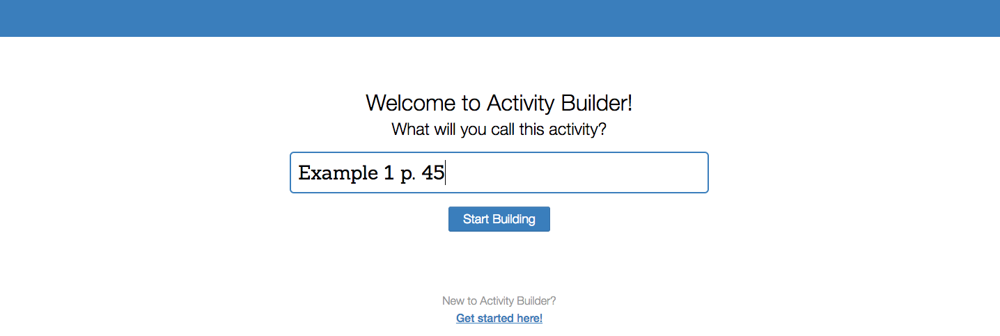 Welcome to Activity Builder!
What will you call this activity?
Example 1 p. 45
Start Building
New to Activity Builder?
Get started here!